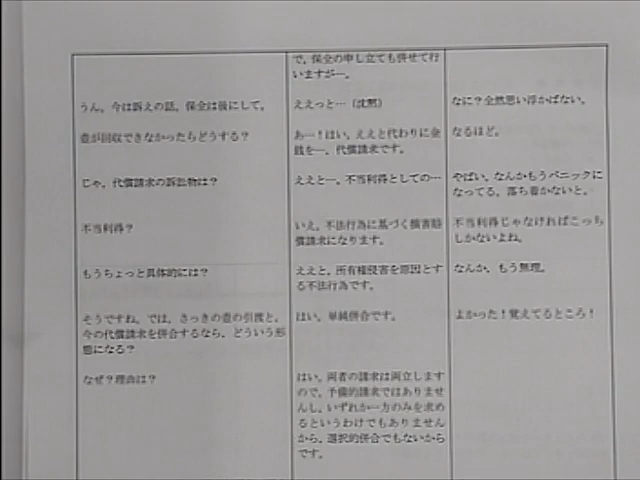 で、保全の申し立ても併せて行
いますが…。
うん。今は訴えの話。保全は後にして。
ええっと…（沈黙）
なに？全然思い浮かばない。
壺が回収できなかったらどうする？
あ…！はい。ええと代わりに金
銭を…。代償請求です。
なるほど。
じゃ、代償請求の訴訟物は？
ええと…。不当利得としての…
やばい。なんかもうパニックに
なってる。落ち着かないと。
不当利得？
いえ。不法行為に基づく損害賠
償請求になります。
不当利得じゃなければこっち
しかないよね。
もうちょっと具体的には？
ええと。所有権侵害を原因とす
る不法行為です。
なんか、もう無理。
そうですね。では、さっきの壺の引渡と、
今の代償請求を併合するなら、どういう形
態になる？
はい。単純併合です。
よかった！覚えてるところ！
なぜ？理由は？
はい。両者の請求は両立します
ので、予備的請求ではありませ
んし、いずれか一方のみを求め
るというわけでもありません
から、選択的併合でもないから
です。